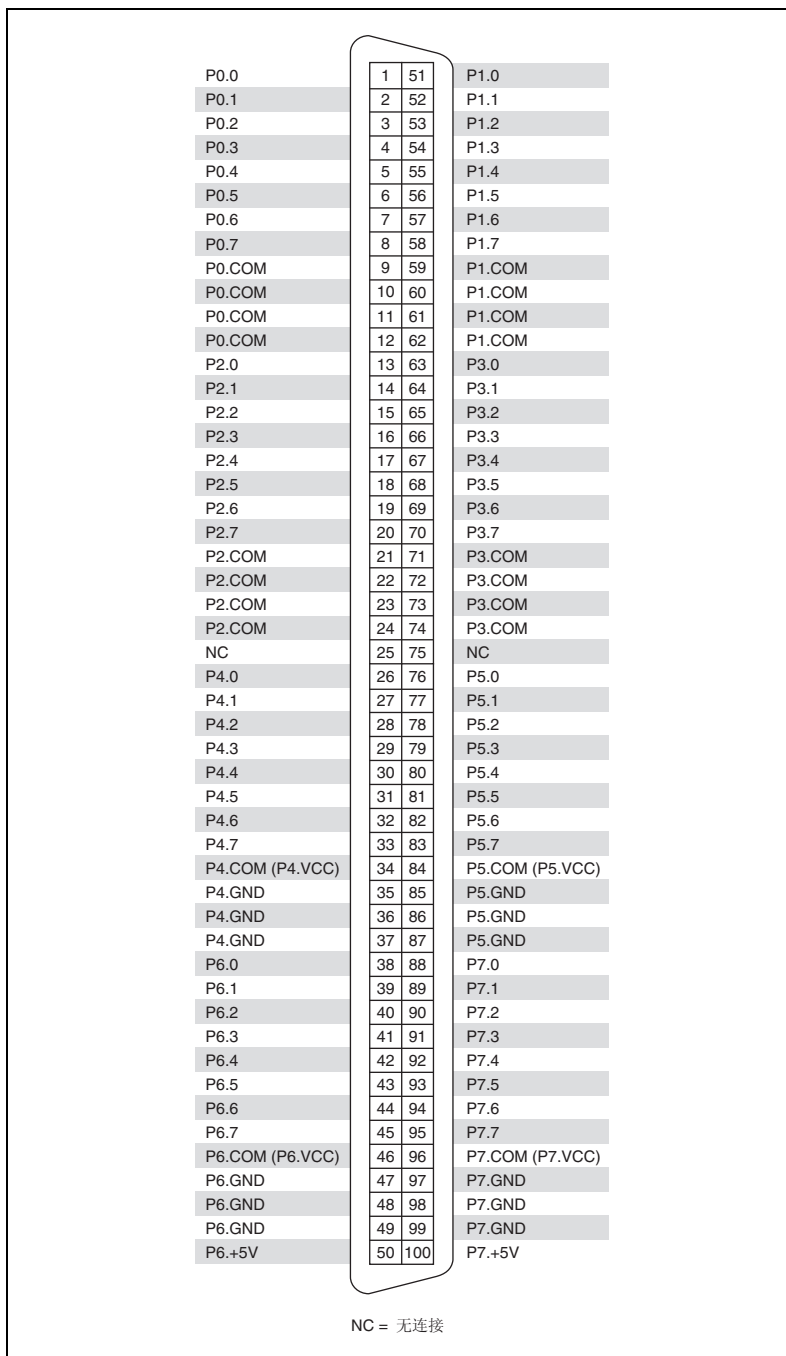 P0.0 1 51 P1.0
P0.1 2 52 P1.1
P0.2 3 53 P1.2
P0.3 4 54 P1.3
P0.4 5 55 P1.4
P0.5 6 56 P1.5
P0.6 7 57 P1.6
P0.7 8 58 P1.7
P0.COM 9 59 P1.COM
P0.COM 10 60 P1.COM
P0.COM 11 61 P1.COM
P0.COM 12 62 P1.COM
P2.0 13 63 P3.0
P2.1 14 64 P3.1
P2.2 15 65 P3.2
P2.3 16 66 P3.3
P2.4 17 67 P3.4
P2.5 18 68 P3.5
P2.6 19 69 P3.6
P2.7 20 70 P3.7
P2.COM 21 71 P3.COM
P2.COM 22 72 P3.COM
P2.COM 23 73 P3.COM
P2.COM 24 74 P3.COM
NC 25 75 NC
P4.0 26 76 P5.0
P4.1 27 77 P5.1
P4.2 28 78 P5.2
P4.3 29 79 P5.3
P4.4 30 80 P5.4
P4.5 31 81 P5.5
P4.6 32 82 P5.6
P4.7 33 83 P5.7
P4.COM (P4.VCC) 34 84 P5.COM (P5.VCC)
P4.GND 35 85 P5.GND
P4.GND 36 86 P5.GND
P4.GND 37 87 P5.GND
P6.0 38 88 P7.0
P6.1 39 89 P7.1
P6.2 40 90 P7.2
P6.3 41 91 P7.3
P6.4 42 92 P7.4
P6.5 43 93 P7.5
P6.6 44 94 P7.6
P6.7 45 95 P7.7
P6.COM (P6.VCC) 46 96 P7.COM (P7.VCC)
P6.GND 47 97 P7.GND
P6.GND 48 98 P7.GND
P6.GND 49 99 P7.GND
P6.+5V 50 100 P7.+5V
NC = 无连接